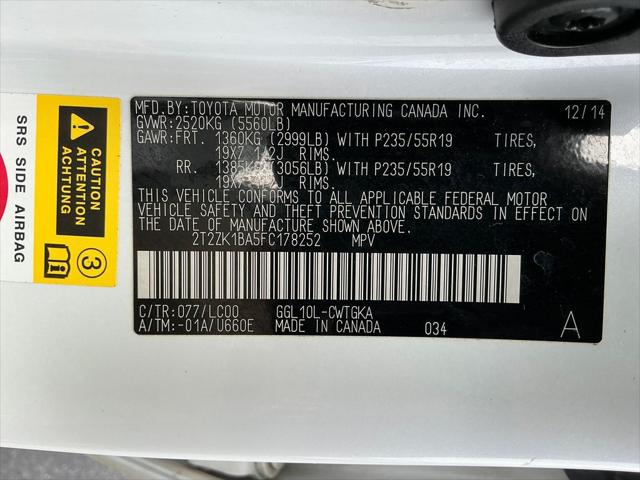 MFD.BY:TOYOTA MOTOR MANUFACTURING CANADA INC. 12/14
GVWR:2520KG (5560LB)
GAWR:FRT. 1360KG (2999LB) WITH P235/55R19 TIRES,
19X7 RIMS.
RR. (3056LB) WITH P235/55R19 TIRES,
RIMS.
THIS VEHICLE CONFORMS TO ALL APPLICABLE FEDERAL MOTOR
VEHICLE SAFETY AND THEFT PREVENTION STANDARDS IN EFFECT ON
THE DATE OF MANUFACTURE SHOWN ABOVE.
2T2ZK1BA5FC178252 MPV
C/TR:077/LC00 GGL10L-CWTGKA
A/TM:-01A/U660E MADE IN CANADA 034 A
CAUTION
ATTENTION
3
SRS SIDE AIRBAG